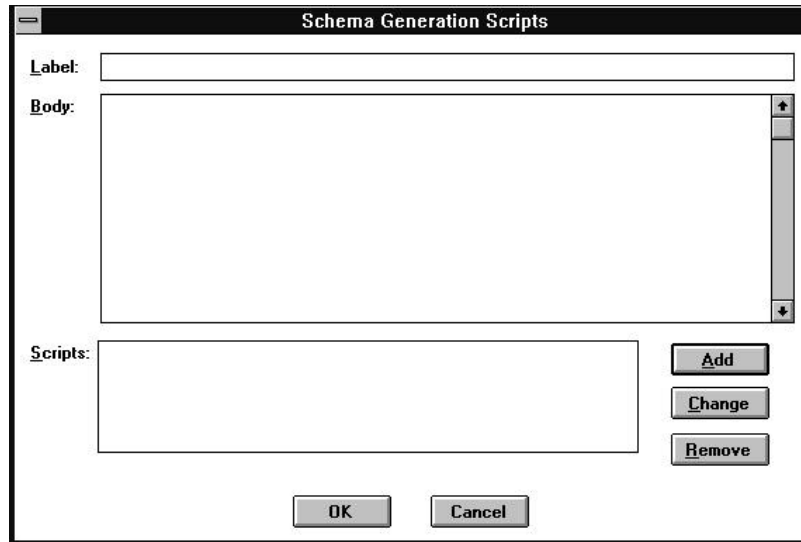 Schema Generation Scripts
Label:
Body:
Scripts:
Add
Change
Remove
OK
Cancel